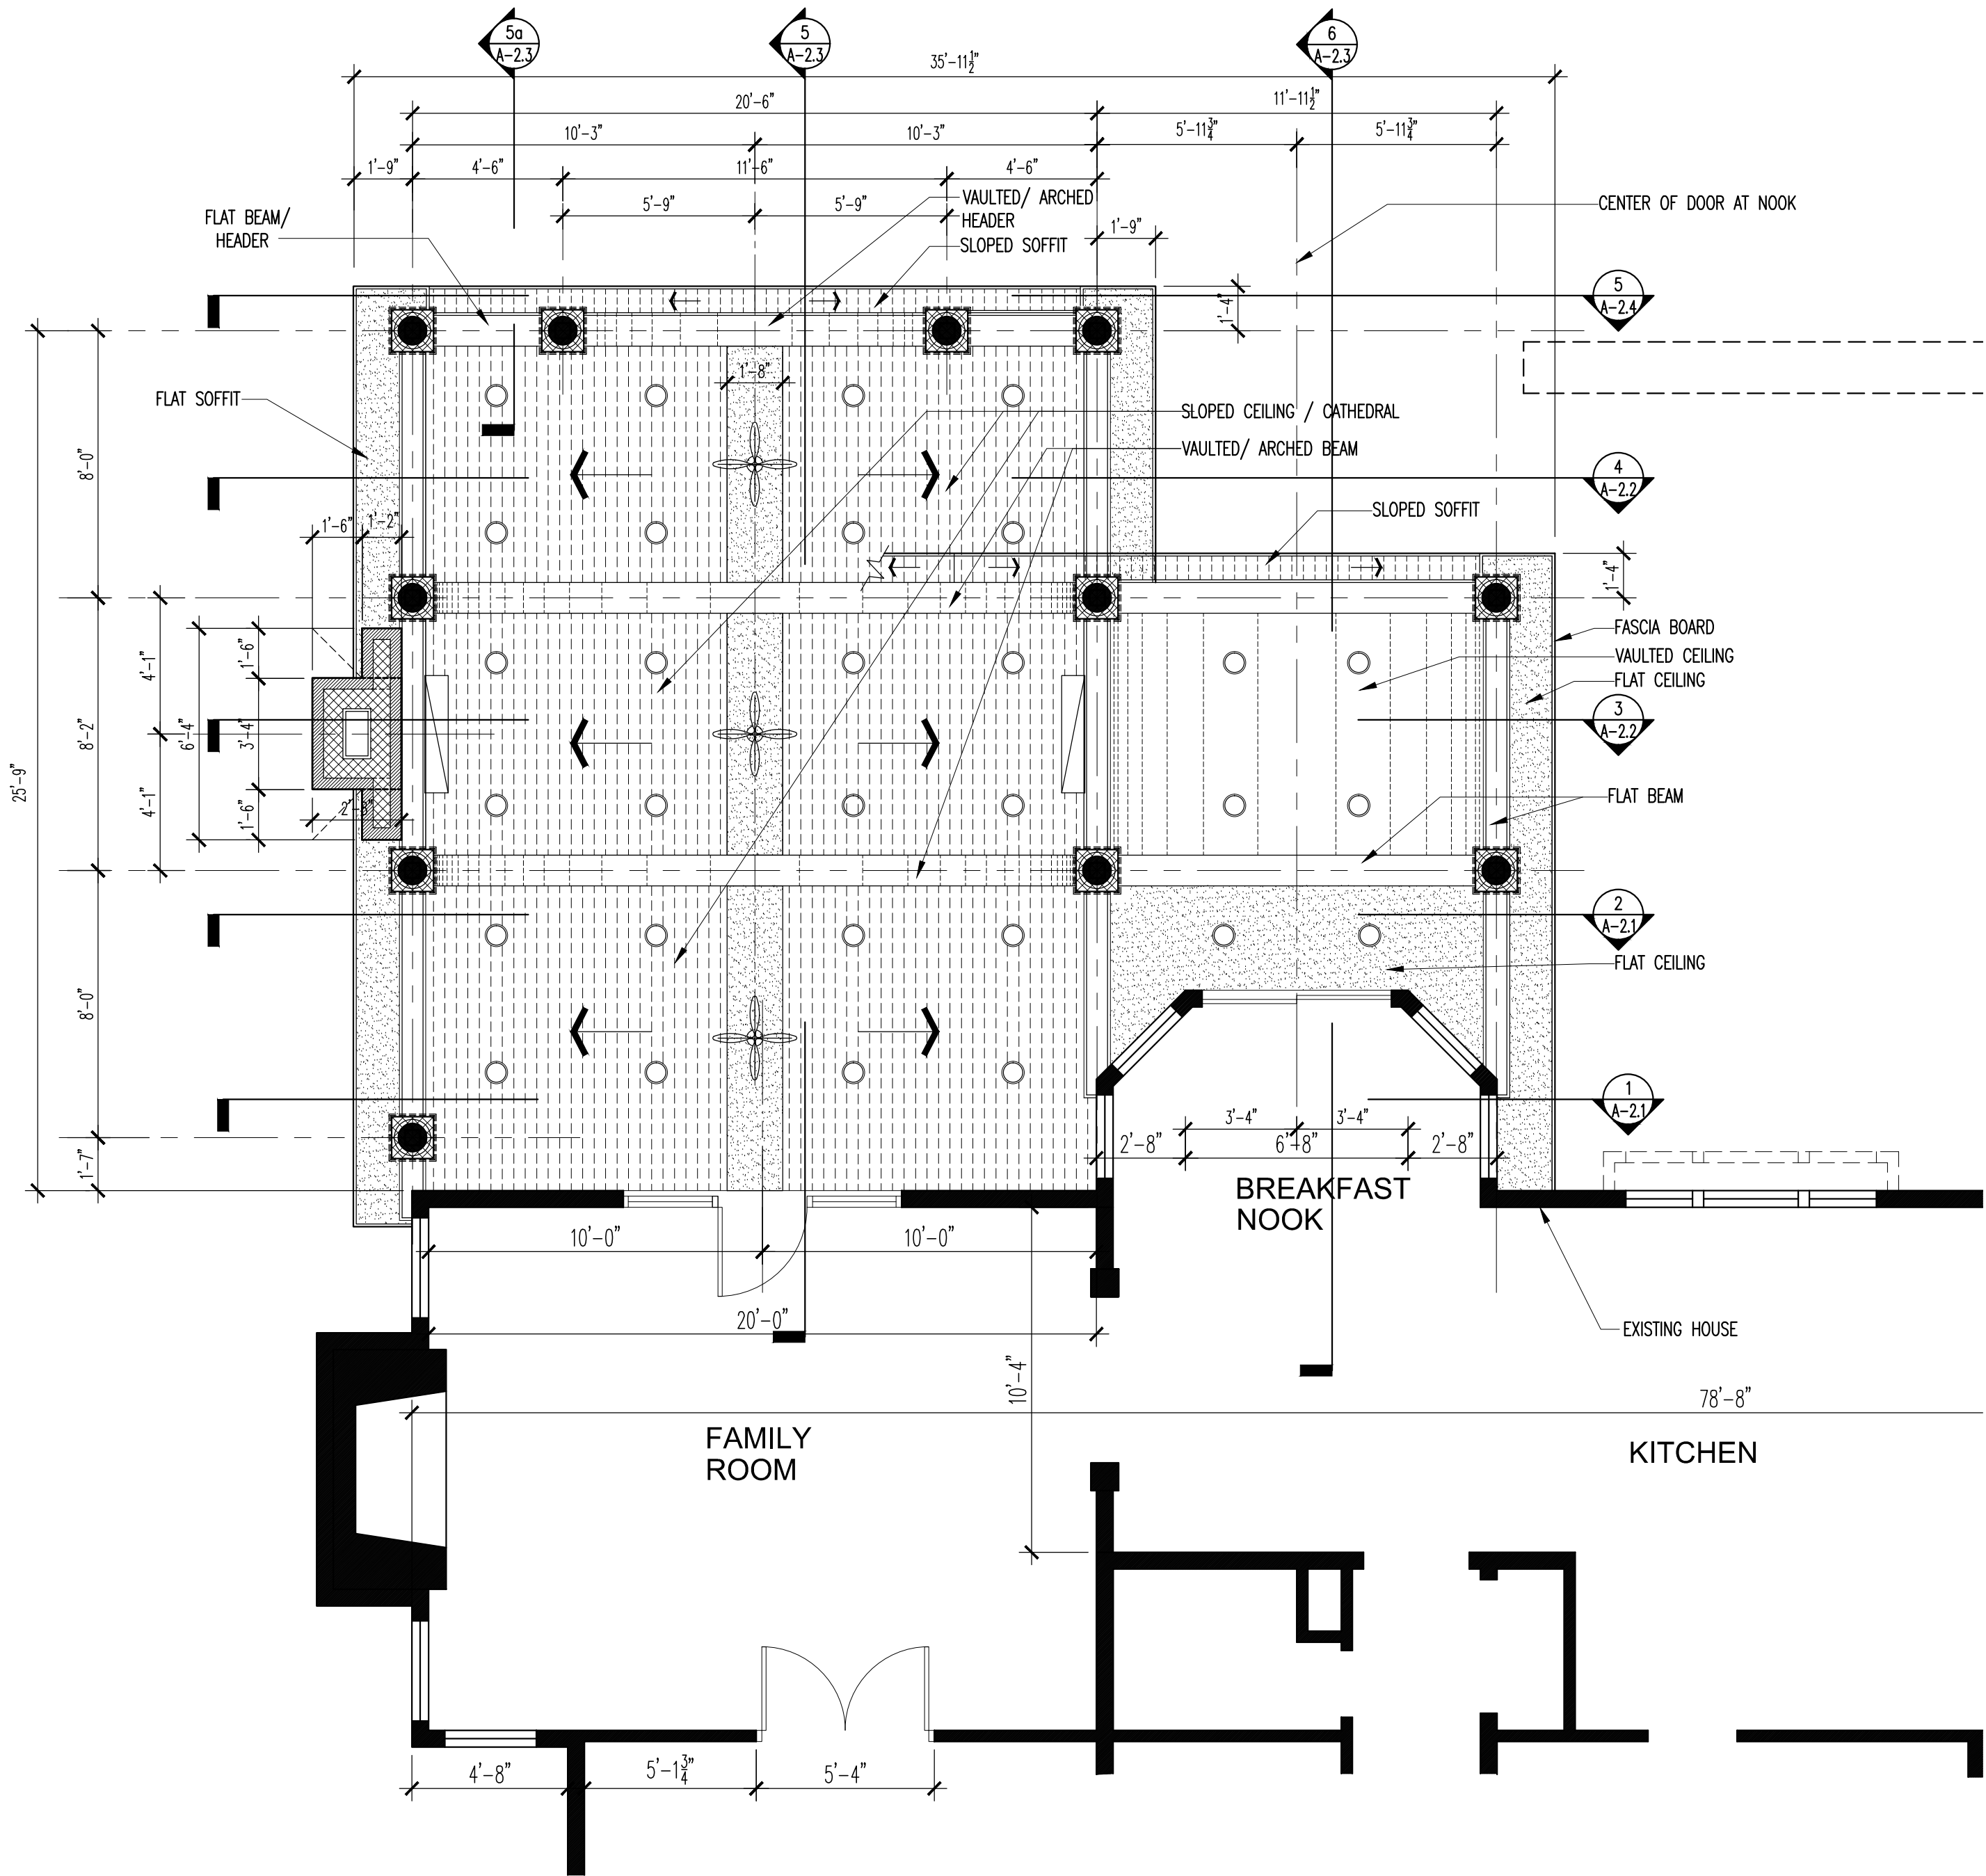 5a
A-2.3
5
A-2.3
6
A-2.3
35'-11½"
20'-6"
11'-11½"
10'-3"
10'-3"
5'-11¾"
5'-11¾"
1'-9"
4'-6"
11'-6"
4'-6"
5'-9"
5'-9"
VAULTED/ ARCHED
HEADER
SLOPED SOFFIT
FLAT BEAM/
HEADER
1'-9"
CENTER OF DOOR AT NOOK
1'-4"
5
A-2.4
1'-8"
FLAT SOFFIT
SLOPED CEILING / CATHEDRAL
VAULTED/ ARCHED BEAM
8'-0"
4
A-2.2
SLOPED SOFFIT
1'-6"
1'-2"
1'-4"
FASCIA BOARD
VAULTED CEILING
FLAT CEILING
4'-1"
1'-6"
3
A-2.2
8'-2"
6'-4"
3'-4"
25'-9"
4'-1"
1'-6"
2'-8"
FLAT BEAM
2
A-2.1
FLAT CEILING
8'-0"
1
A-2.1
3'-4"
3'-4"
2'-8"
6'-8"
2'-8"
1'-7"
BREAKFAST
NOOK
10'-0"
10'-0"
20'-0"
EXISTING HOUSE
10'-4"
78'-8"
FAMILY
ROOM
KITCHEN
4'-8"
5'-1¾"
5'-4"